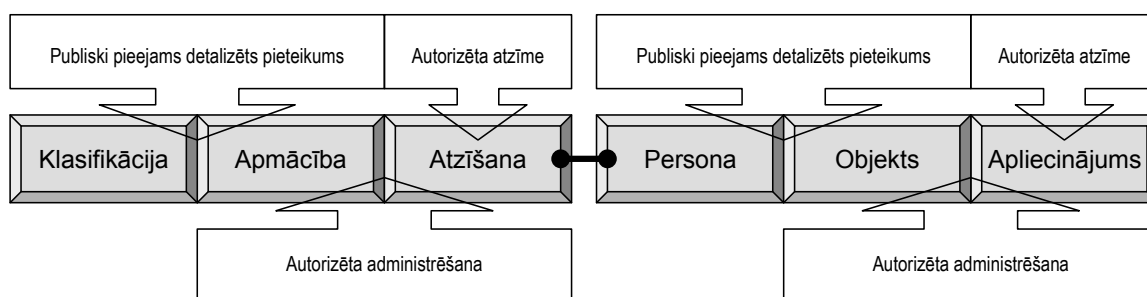 Publiski pieejams detalizēts pieteikums
Autorizēta atzīme
Publiski pieejams detalizēts pieteikums
Autorizēta atzīme
Klasifikācija
Apmācība
Atzīšana
Persona
Objekts
Apliecinājums
Autorizēta administrēšana
Autorizēta administrēšana